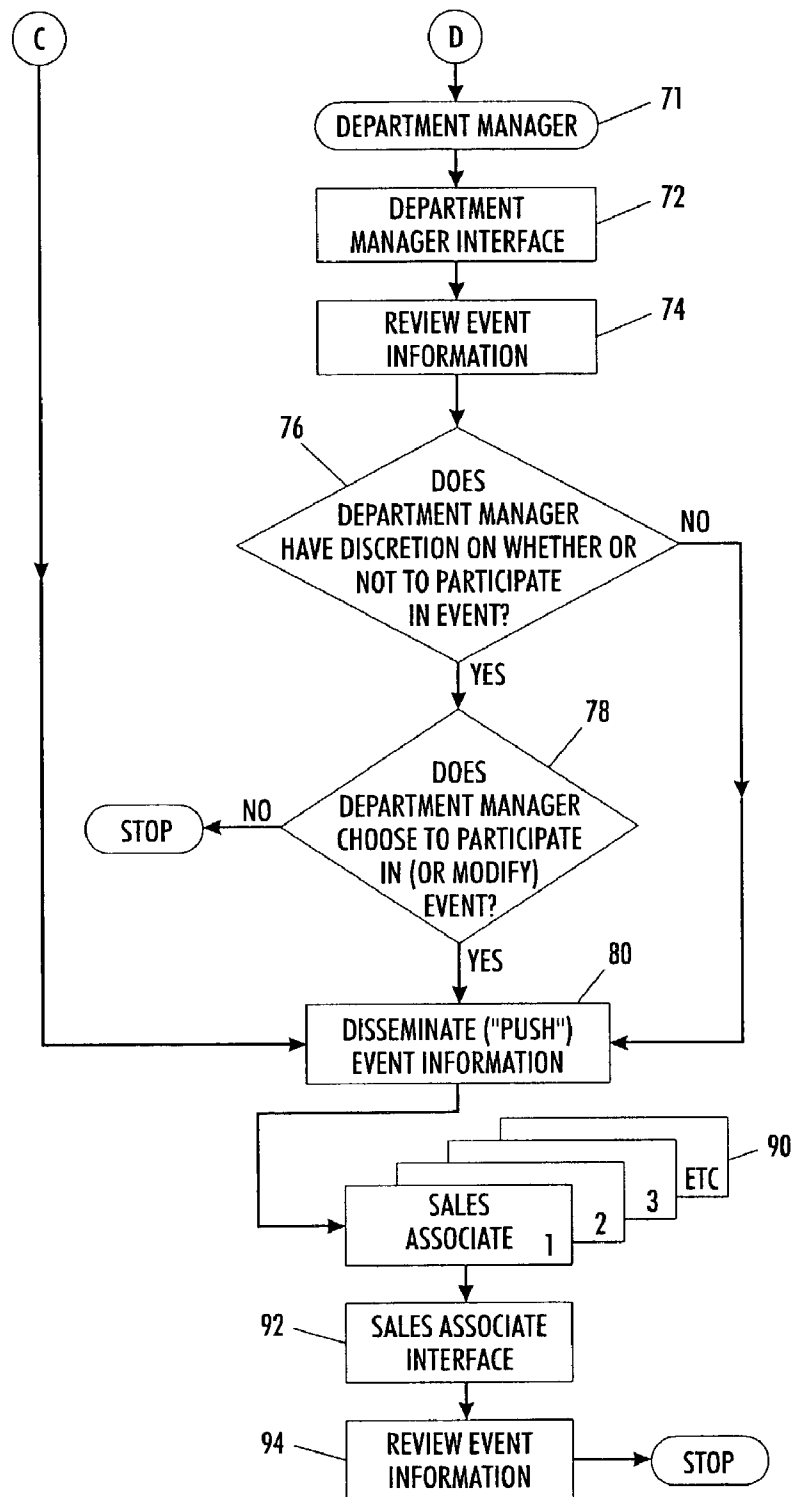 C
D
DEPARTMENT MANAGER
71
DEPARTMENT
MANAGER INTERFACE
72
REVIEW EVENT
INFORMATION
74
76
DOES
DEPARTMENT MANAGER
HAVE DISCRETION ON WHETHER OR
NOT TO PARTICIPATE
IN EVENT?
NO
YES
78
DOES
DEPARTMENT MANAGER
CHOOSE TO PARTICIPATE
IN (OR MODIFY)
EVENT?
NO
STOP
YES
80
DISSEMINATE ("PUSH")
EVENT INFORMATION
90
SALES
ASSOCIATE 1
2
3
ETC
92
SALES ASSOCIATE
INTERFACE
94
REVIEW EVENT
INFORMATION
STOP